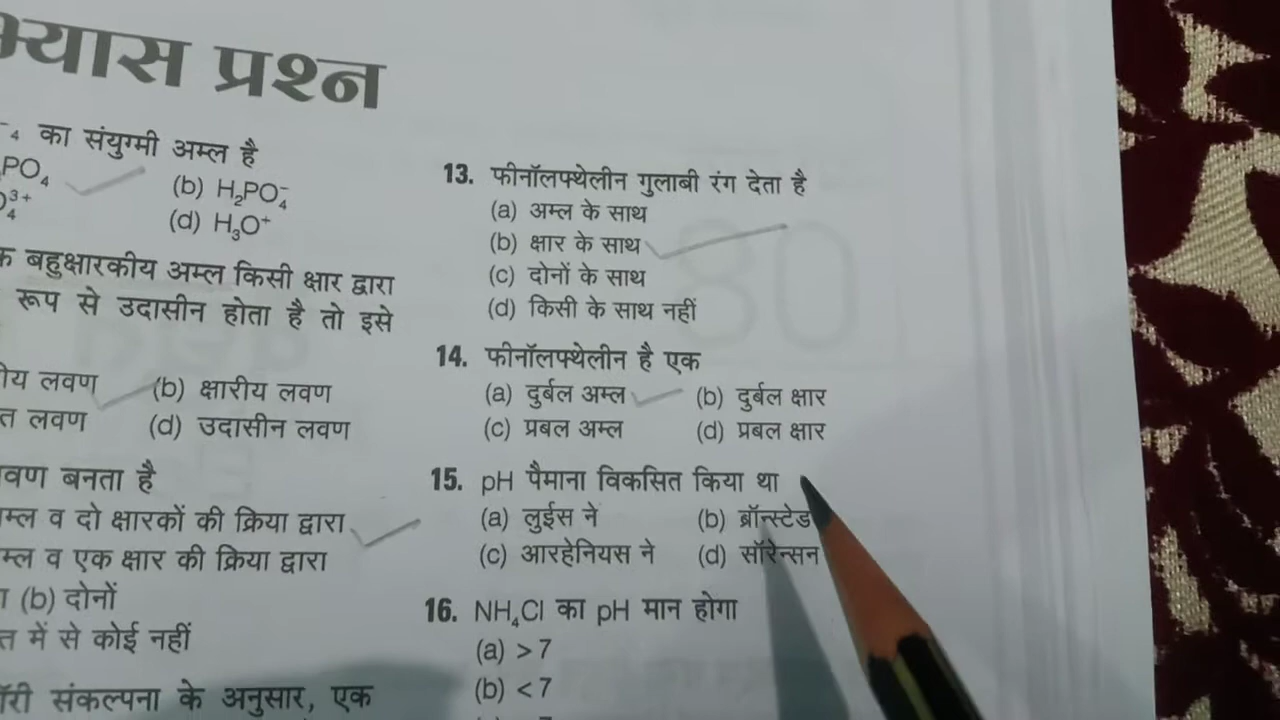 प्रश्न
4 का संयुग्मी अम्ल है
PO4
(b) H2PO4-
(d) H3O+
बहुक्षारकीय अम्ल किसी क्षार द्वारा
रूप से उदासीन होता है तो इसे
लवण (b) क्षारीय लवण
लवण (d) उदासीन लवण
बनता है
व दो क्षारकों की क्रिया द्वारा
व एक क्षार की क्रिया द्वारा
(b) दोनों
में से कोई नहीं
संकल्पना के अनुसार, एक
13. फीनॉलफ्थेलीन गुलाबी रंग देता है
(a) अम्ल के साथ
(b) क्षार के साथ
(c) दोनों के साथ
(d) किसी के साथ नहीं
14. फीनॉलफ्थेलीन है एक
(a) दुर्बल अम्ल (b) दुर्बल क्षार
(c) प्रबल अम्ल (d) प्रबल क्षार
15. pH पैमाना विकसित किया था
(a) लुईस ने (b) ब्रॉन्स्टेड
(c) आरहेनियस ने (d) सॉरेन्सन
16. NH4Cl का pH मान होगा
(a) > 7
(b) < 7